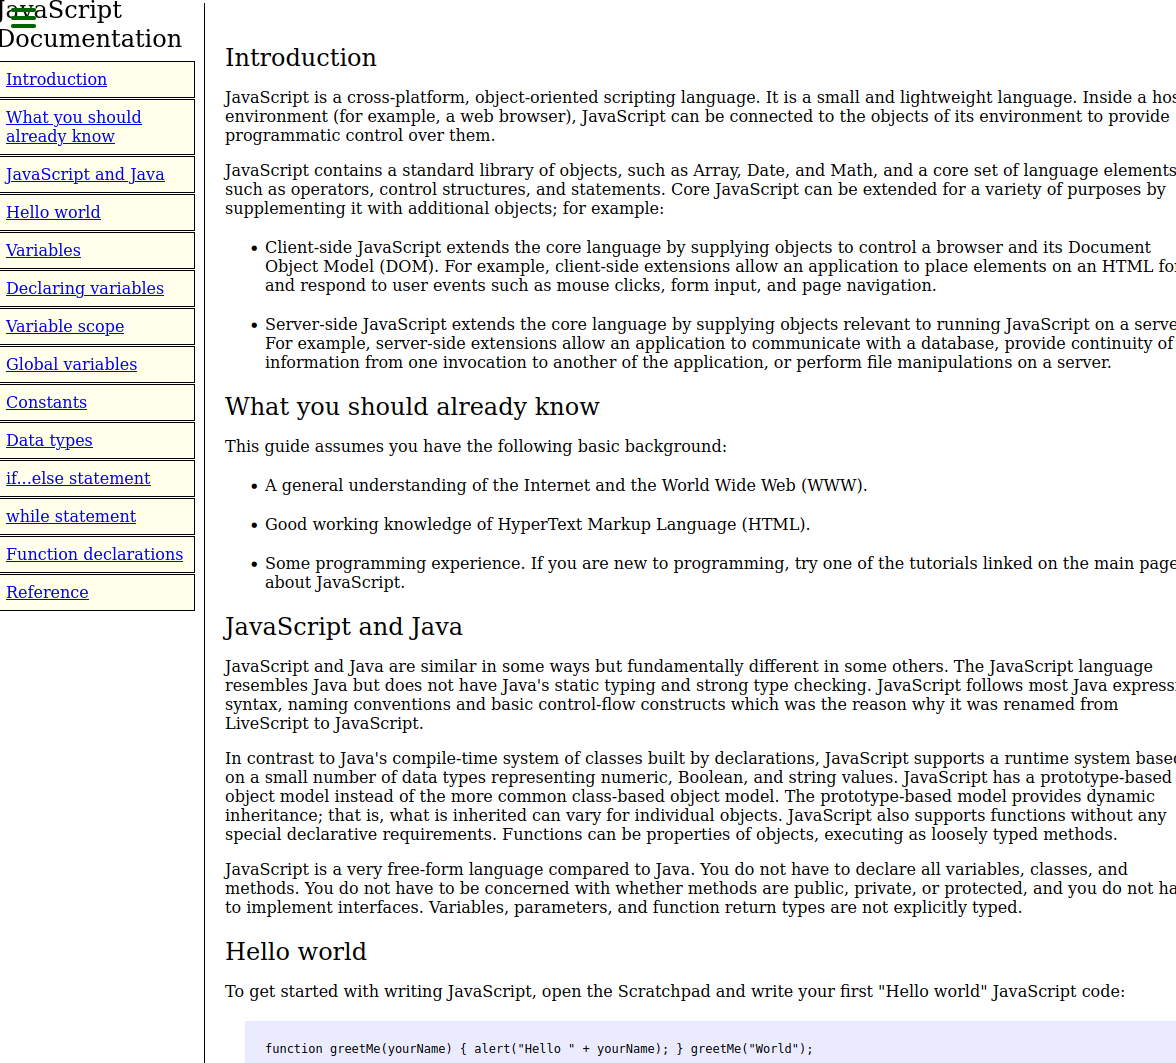 JavaScript
Documentation
Introduction
What you should
already know
JavaScript and Java
Hello world
Variables
Declaring variables
Variable scope
Global variables
Constants
Data types
if...else statement
while statement
Function declarations
Reference
Introduction
JavaScript is a cross-platform, object-oriented scripting language. It is a small and lightweight language. Inside a
environment (for example, a web browser), JavaScript can be connected to the objects of its environment to provide
programmatic control over them.
JavaScript contains a standard library of objects, such as Array, Date, and Math, and a core set of language elements
such as operators, control structures, and statements. Core JavaScript can be extended for a variety of purposes by
supplementing it with additional objects; for example:
• Client-side JavaScript extends the core language by supplying objects to control a browser and its Document
Object Model (DOM). For example, client-side extensions allow an application to place elements on an HTML
and respond to user events such as mouse clicks, form input, and page navigation.
• Server-side JavaScript extends the core language by supplying objects relevant to running JavaScript on a
For example, server-side extensions allow an application to communicate with a database, provide continuity of
information from one invocation to another of the application, or perform file manipulations on a server.
What you should already know
This guide assumes you have the following basic background:
• A general understanding of the Internet and the World Wide Web (WWW).
• Good working knowledge of HyperText Markup Language (HTML).
• Some programming experience. If you are new to programming, try one of the tutorials linked on the main page
about JavaScript.
JavaScript and Java
JavaScript and Java are similar in some ways but fundamentally different in some others. The JavaScript language
resembles Java but does not have Java's static typing and strong type checking. JavaScript follows most Java
syntax, naming conventions and basic control-flow constructs which was the reason why it was renamed from
LiveScript to JavaScript.
In contrast to Java's compile-time system of classes built by declarations, JavaScript supports a runtime system based
on a small number of data types representing numeric, Boolean, and string values. JavaScript has a prototype-based
object model instead of the more common class-based object model. The prototype-based model provides dynamic
inheritance; that is, what is inherited can vary for individual objects. JavaScript also supports functions without any
special declarative requirements. Functions can be properties of objects, executing as loosely typed methods.
JavaScript is a very free-form language compared to Java. You do not have to declare all variables, classes, and
methods. You do not have to be concerned with whether methods are public, private, or protected, and you do not
to implement interfaces. Variables, parameters, and function return types are not explicitly typed.
Hello world
To get started with writing JavaScript, open the Scratchpad and write your first "Hello world" JavaScript code:
function greetMe(yourName) { alert("Hello " + yourName); } greetMe("World");